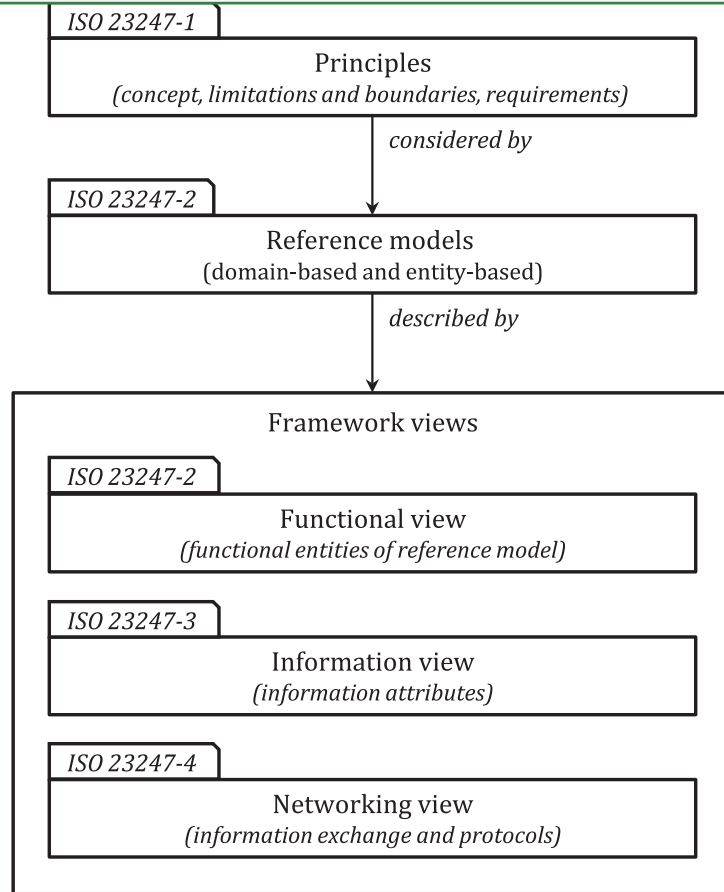 ISO 23247-1
Principles
(concept, limitations and boundaries, requirements)
considered by
ISO 23247-2
Reference models
(domain-based and entity-based)
described by
Framework views
ISO 23247-2
Functional view
(functional entities of reference model)
ISO 23247-3
Information view
(information attributes)
ISO 23247-4
Networking view
(information exchange and protocols)